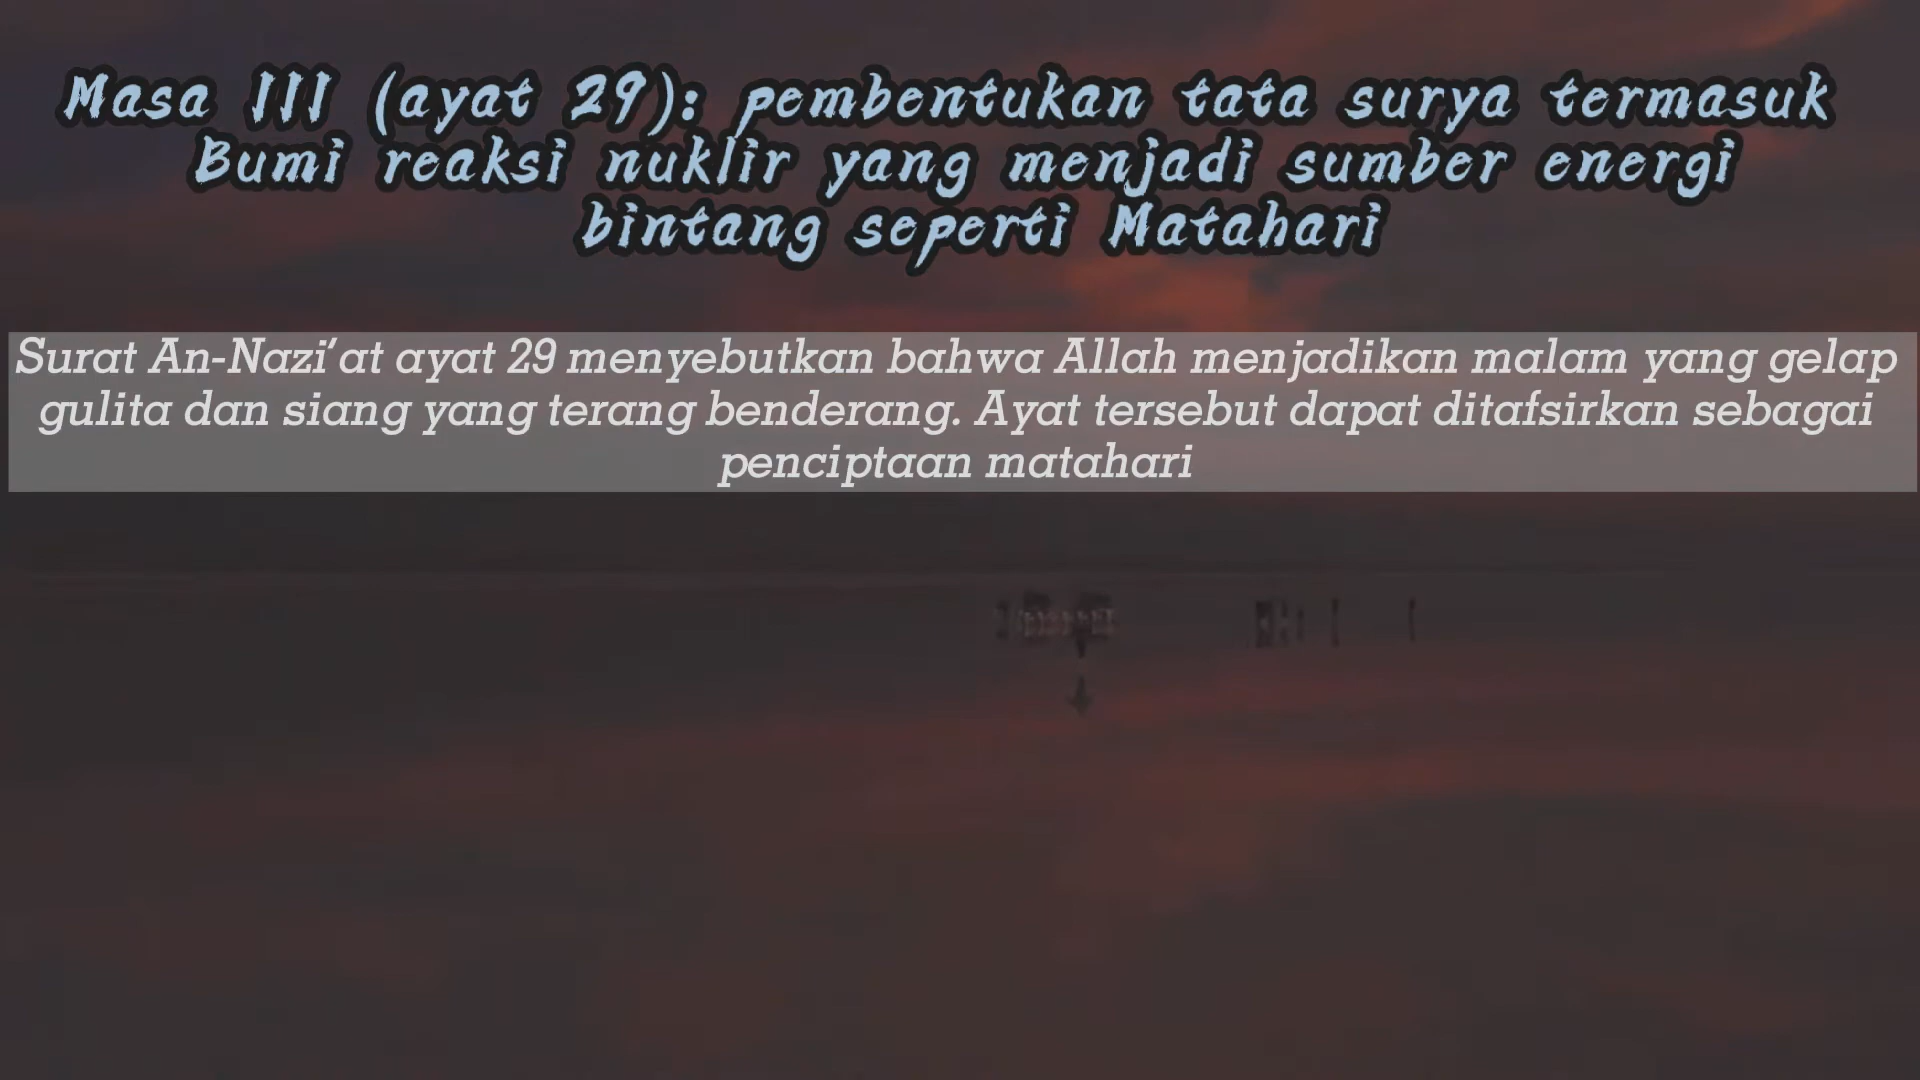 Masa III (ayat 29): pembentukan tata surya termasuk
Bumi reaksi nuklir yang menjadi sumber energi
bintang seperti Matahari
Surat An-Nazi’at ayat 29 menyebutkan bahwa Allah menjadikan malam yang gelap
gulita dan siang yang terang benderang. Ayat tersebut dapat ditafsirkan sebagai
penciptaan matahari